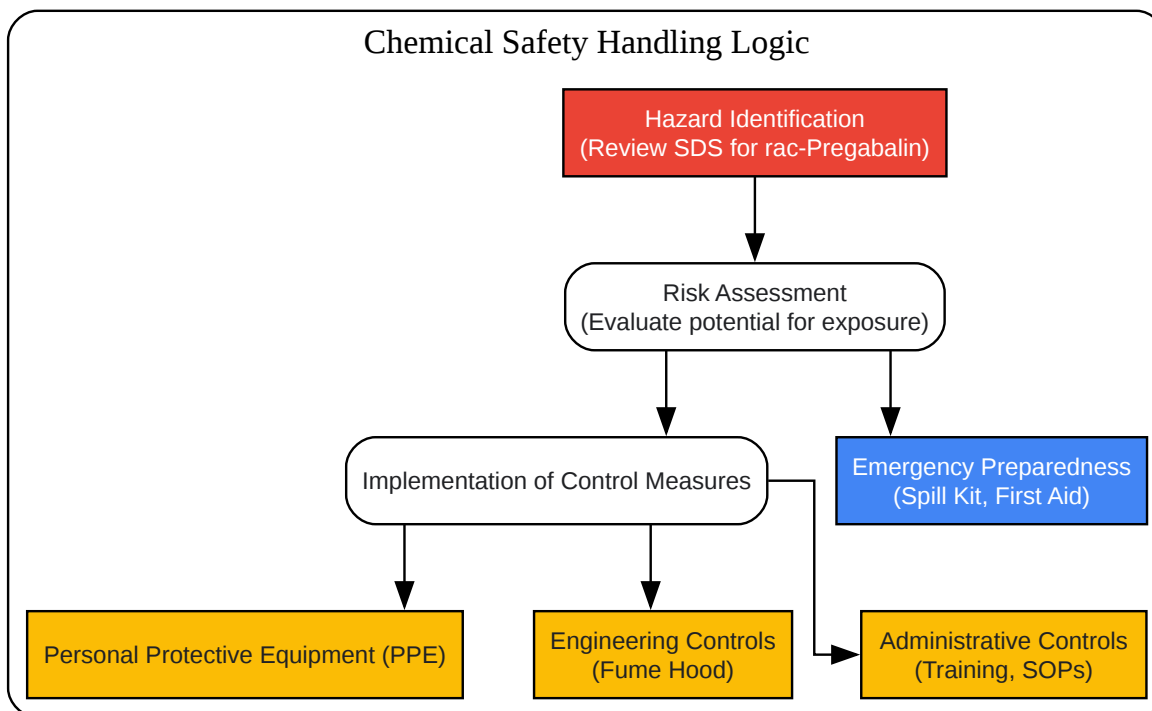 Chemical Safety Handling Logic
Hazard Identification
(Review SDS for rac-Pregabalin)
Risk Assessment
(Evaluate potential for exposure)
Implementation of Control Measures
Emergency Preparedness
(Spill Kit, First Aid)
Personal Protective Equipment (PPE)
Engineering Controls
(Fume Hood)
Administrative Controls
(Training, SOPs)